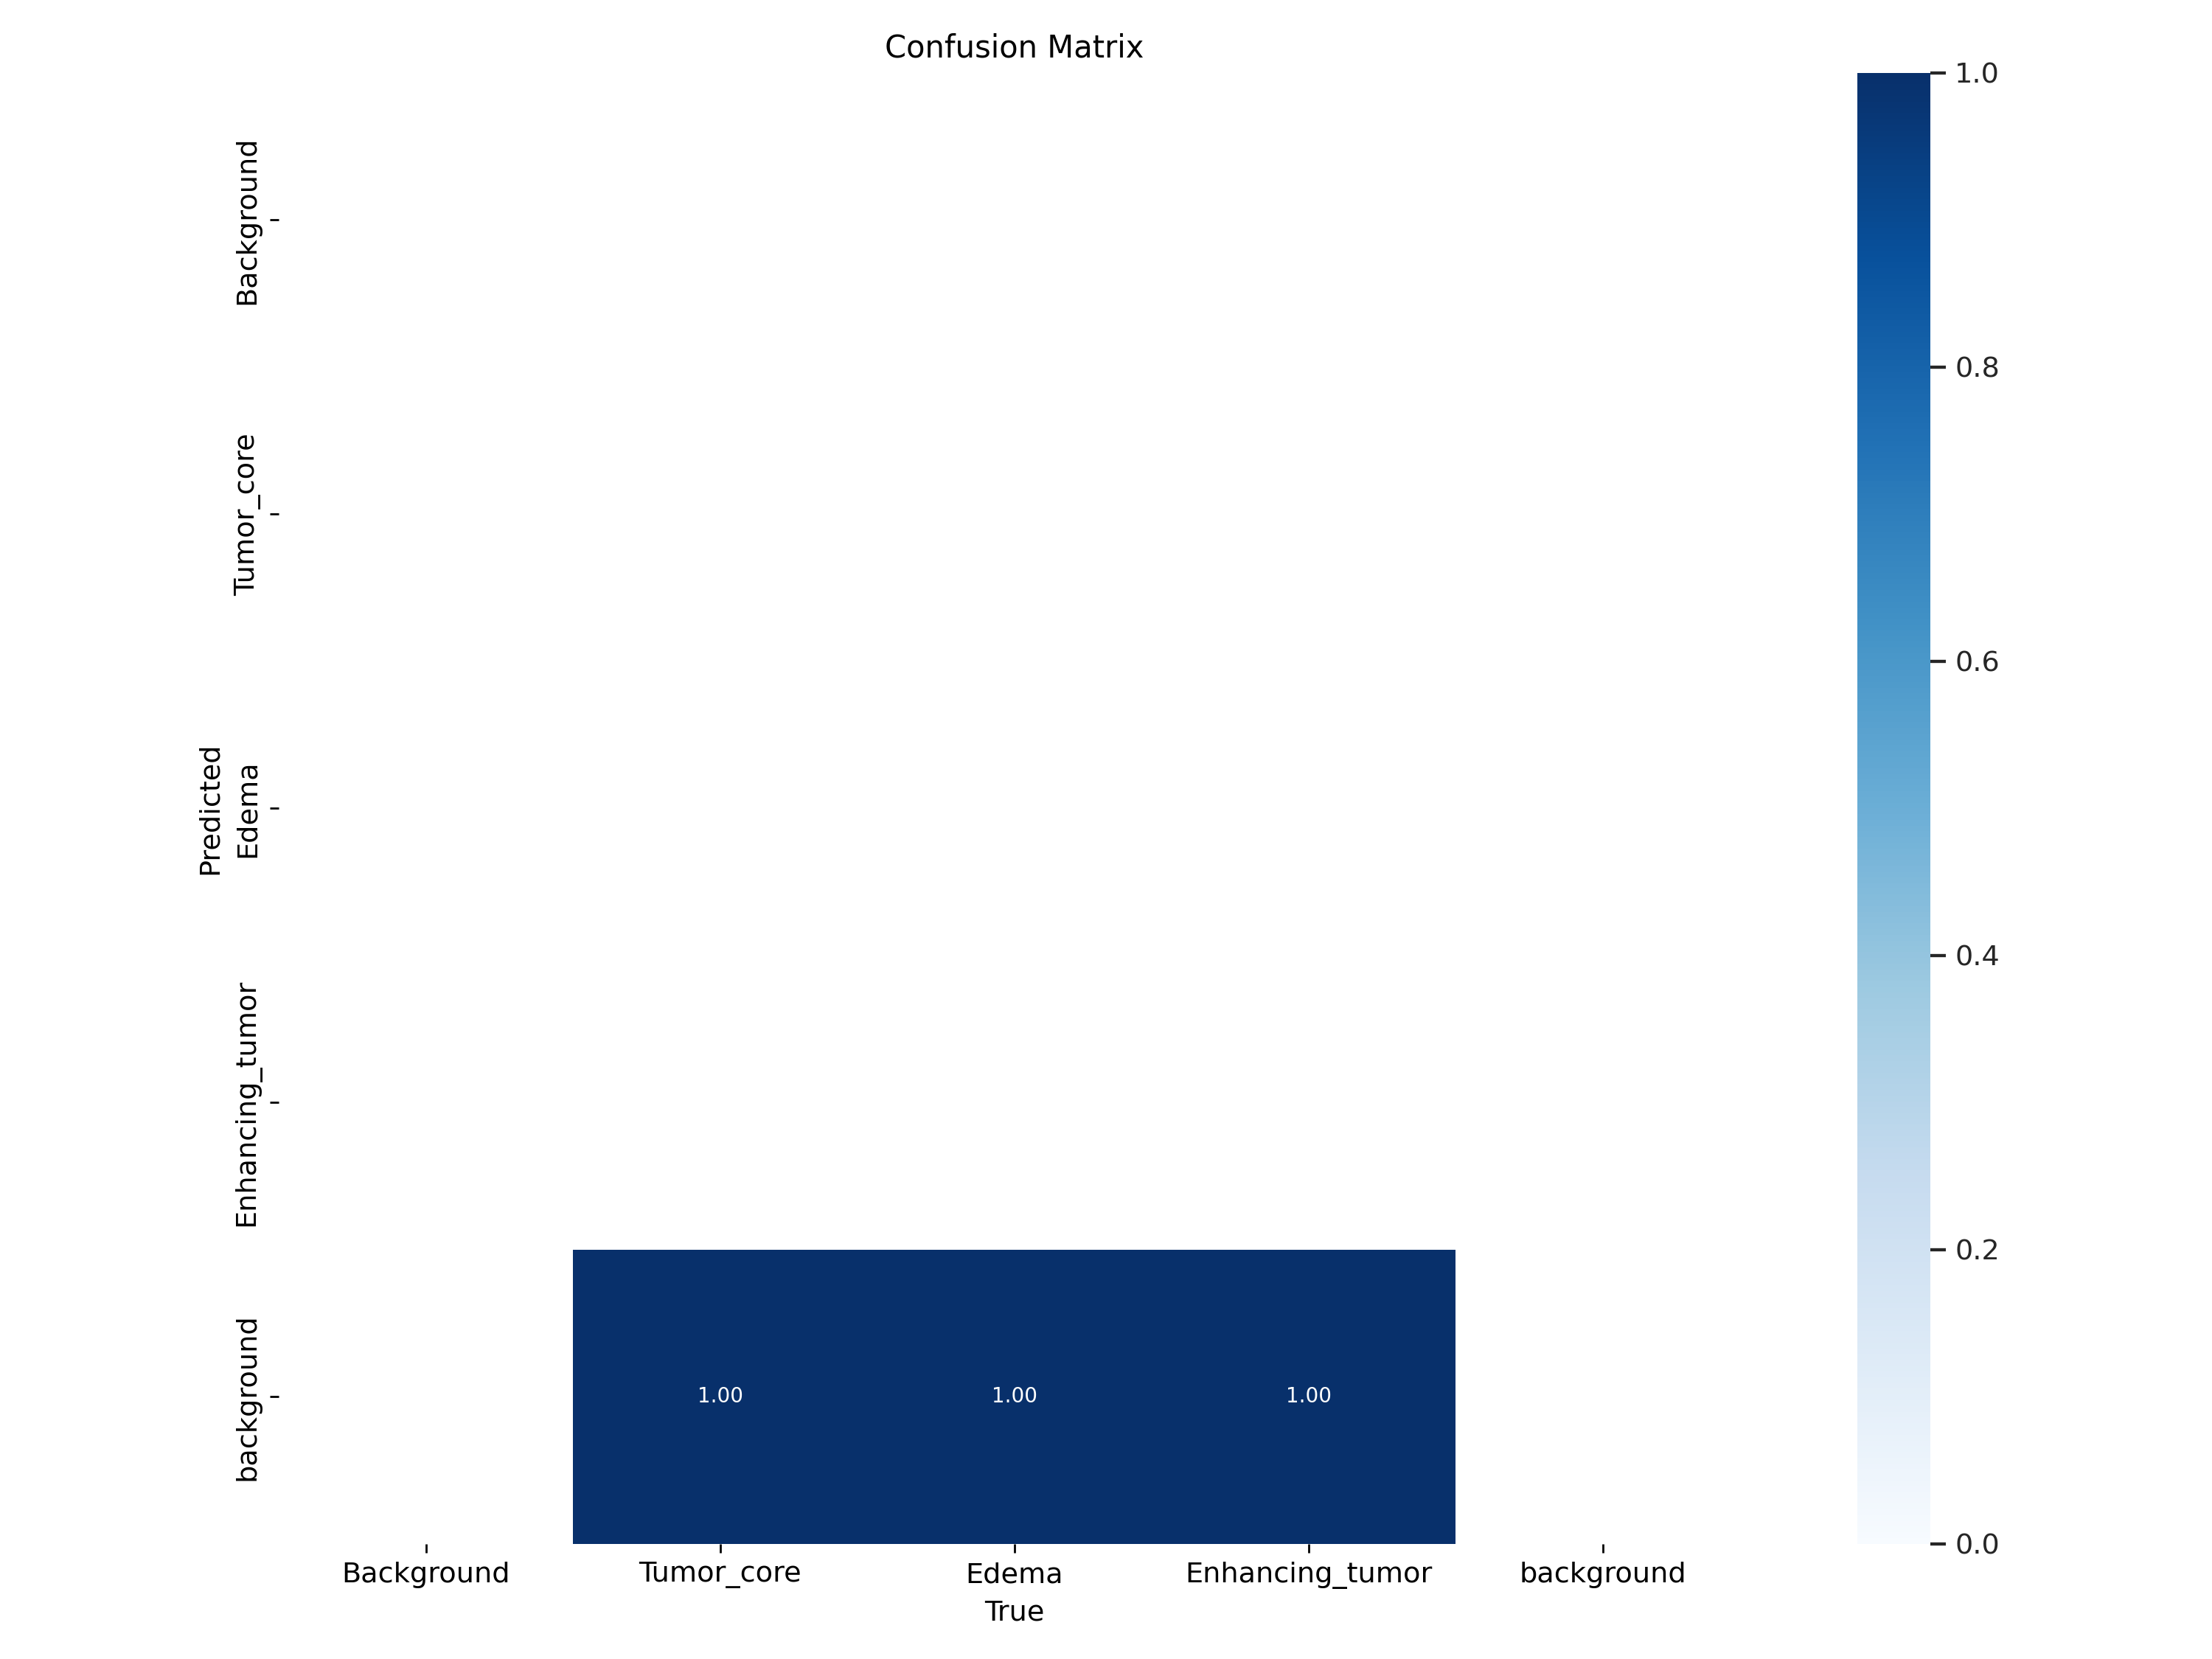 Confusion Matrix
Background
Tumor_core
Edema
Enhancing_tumor
background
Predicted
1.00 1.00 1.00
Background Tumor_core Edema Enhancing_tumor background
True
1.0
0.8
0.6
0.4
0.2
0.0